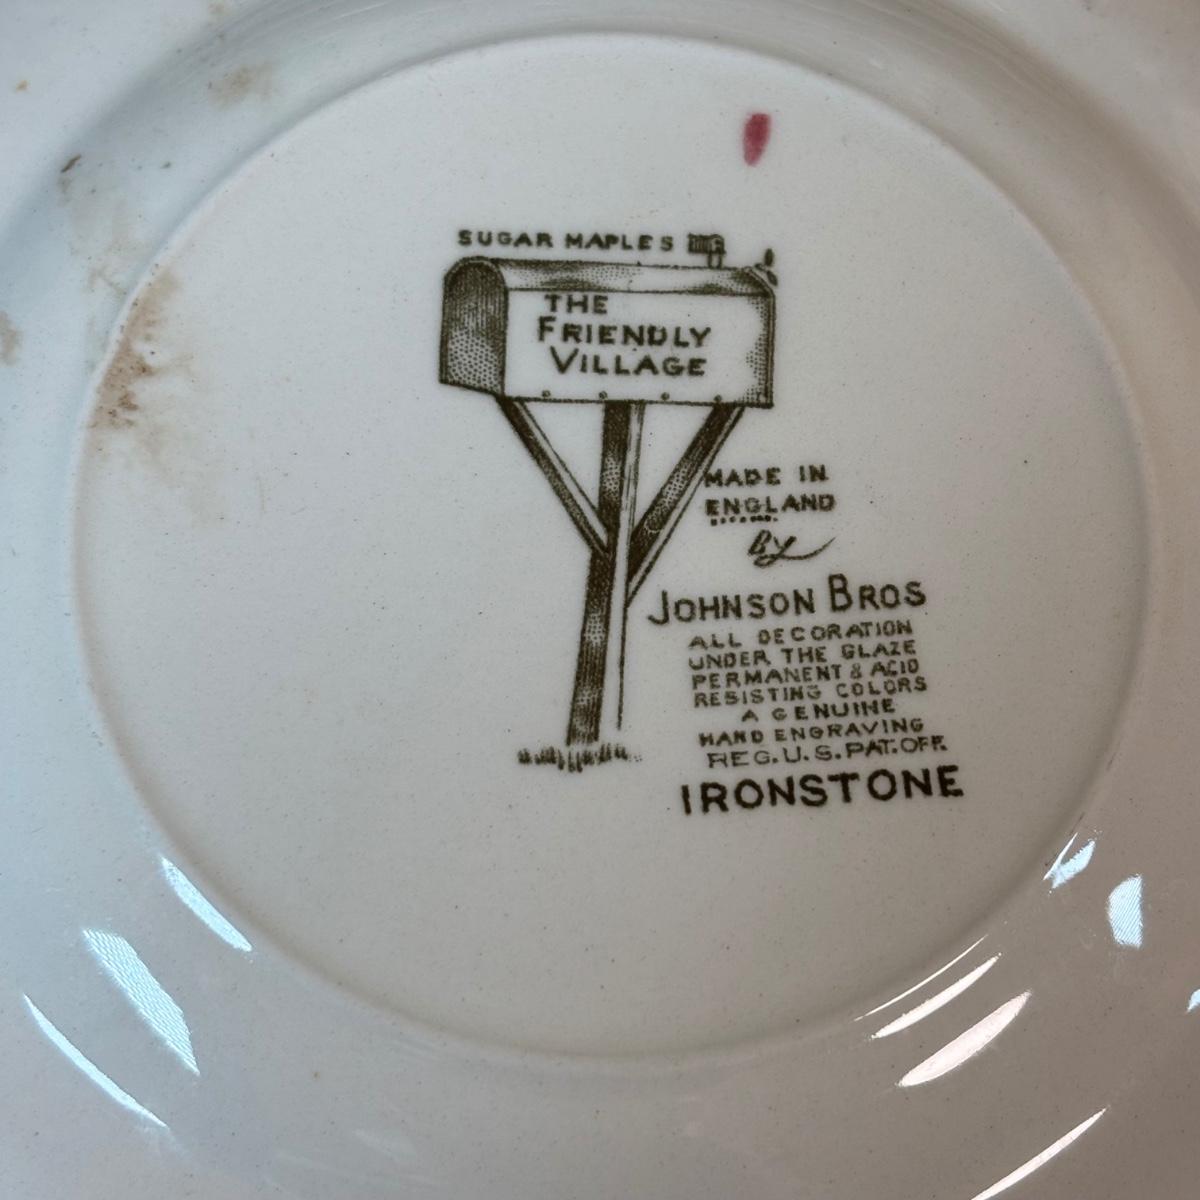 SUGAR MAPLES
THE
FRIENDLY
VILLAGE
MADE IN
ENGLAND
By
JOHNSON BROS
ALL DECORATION
UNDER THE GLAZE
PERMANENT & ACID
RESISTING COLORS
A GENUINE
HAND ENGRAVING
REG. U. S. PAT. OFF.
IRONSTONE